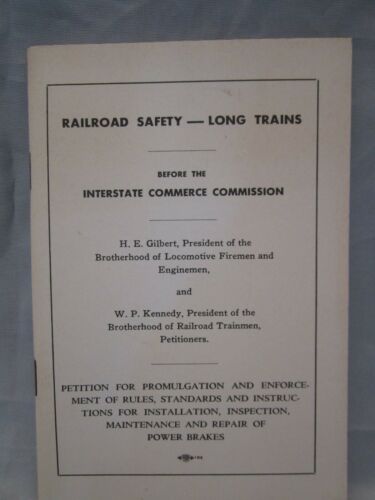 RAILROAD SAFETY — LONG TRAINS
BEFORE THE
INTERSTATE COMMERCE COMMISSION
H. E. Gilbert, President of the
Brotherhood of Locomotive Firemen and
Enginemen,
and
W. P. Kennedy, President of the
Brotherhood of Railroad Trainmen,
Petitioners.
PETITION FOR PROMULGATION AND ENFORCE-
MENT OF RULES, STANDARDS AND INSTRUC-
TIONS FOR INSTALLATION, INSPECTION,
MAINTENANCE AND REPAIR OF
POWER BRAKES